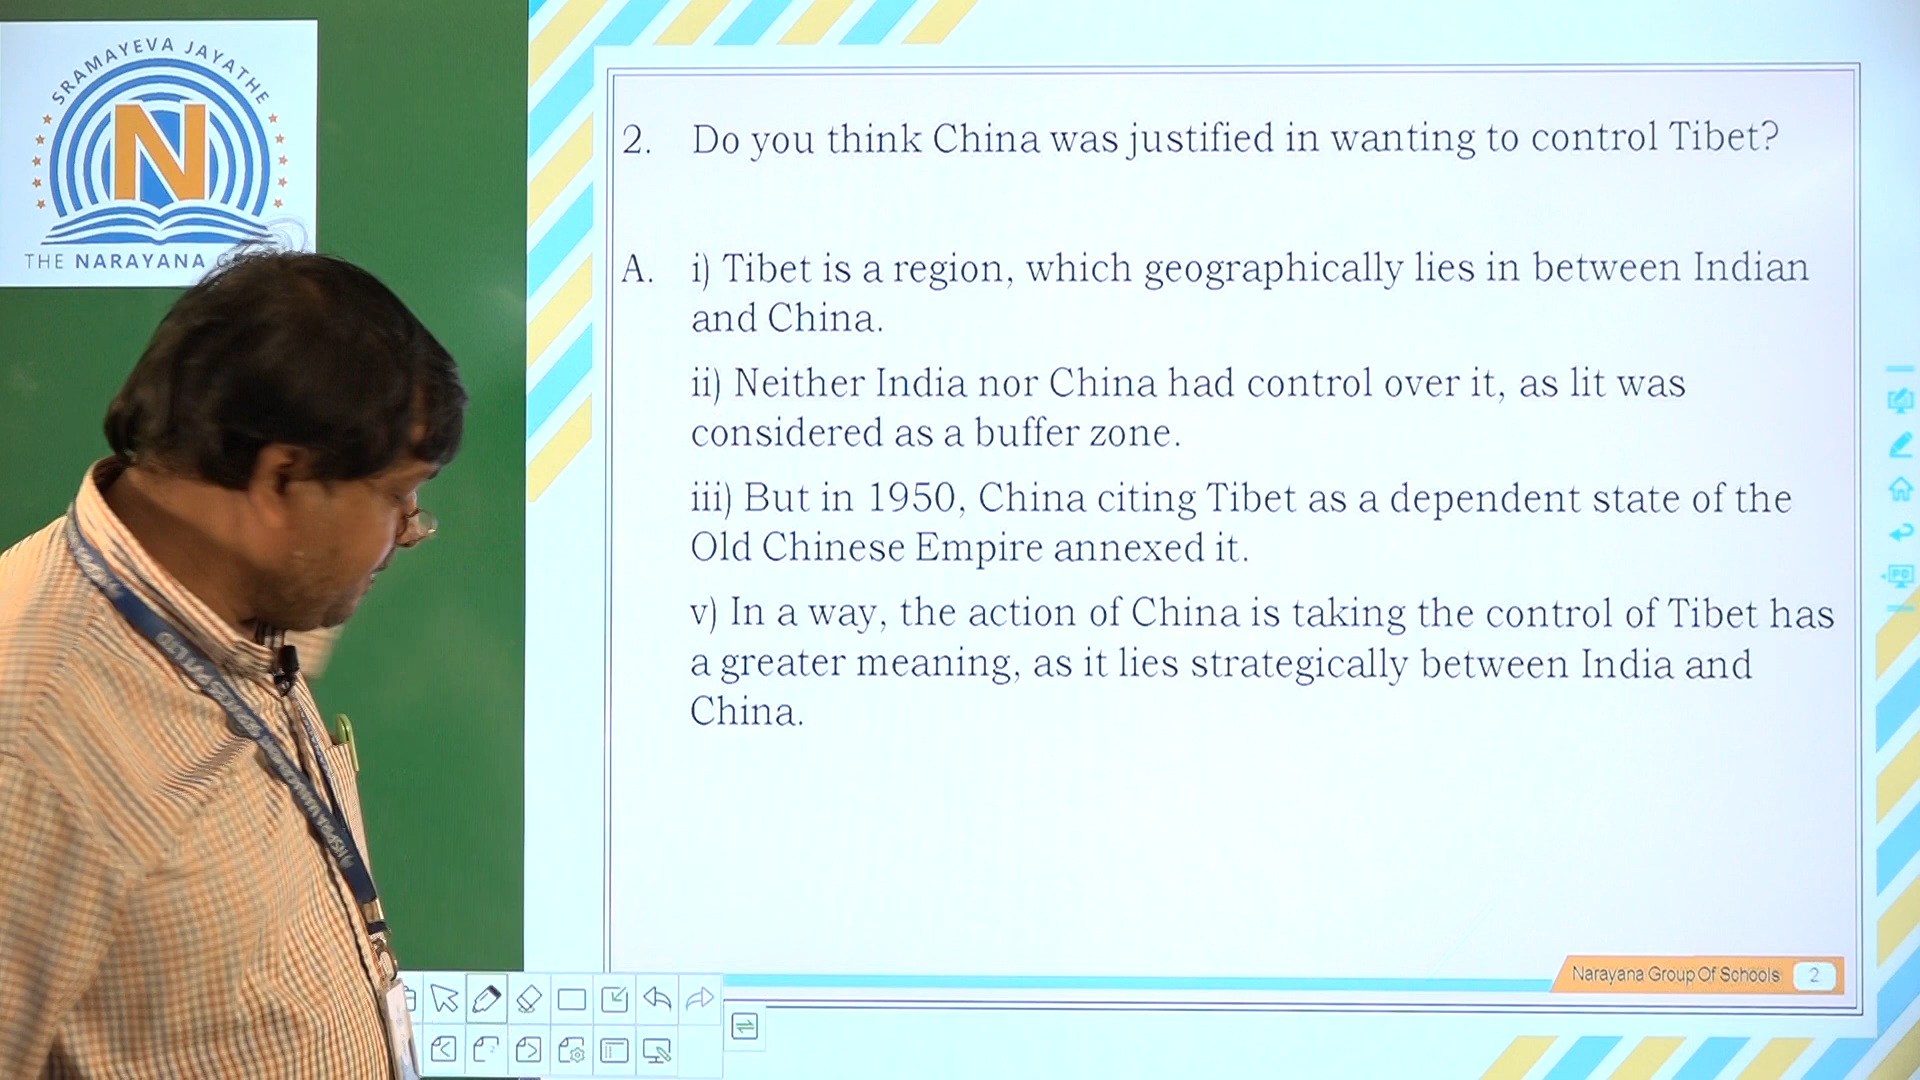 SRAMAYEVA JAYATHE
N
THE NARAYANA G
2. Do you think China was justified in wanting to control Tibet?
A. i) Tibet is a region, which geographically lies in between Indian
and China.
ii) Neither India nor China had control over it, as lit was
considered as a buffer zone.
iii) But in 1950, China citing Tibet as a dependent state of the
Old Chinese Empire annexed it.
v) In a way, the action of China is taking the control of Tibet has
a greater meaning, as it lies strategically between India and
China.
Narayana Group Of Schools 2